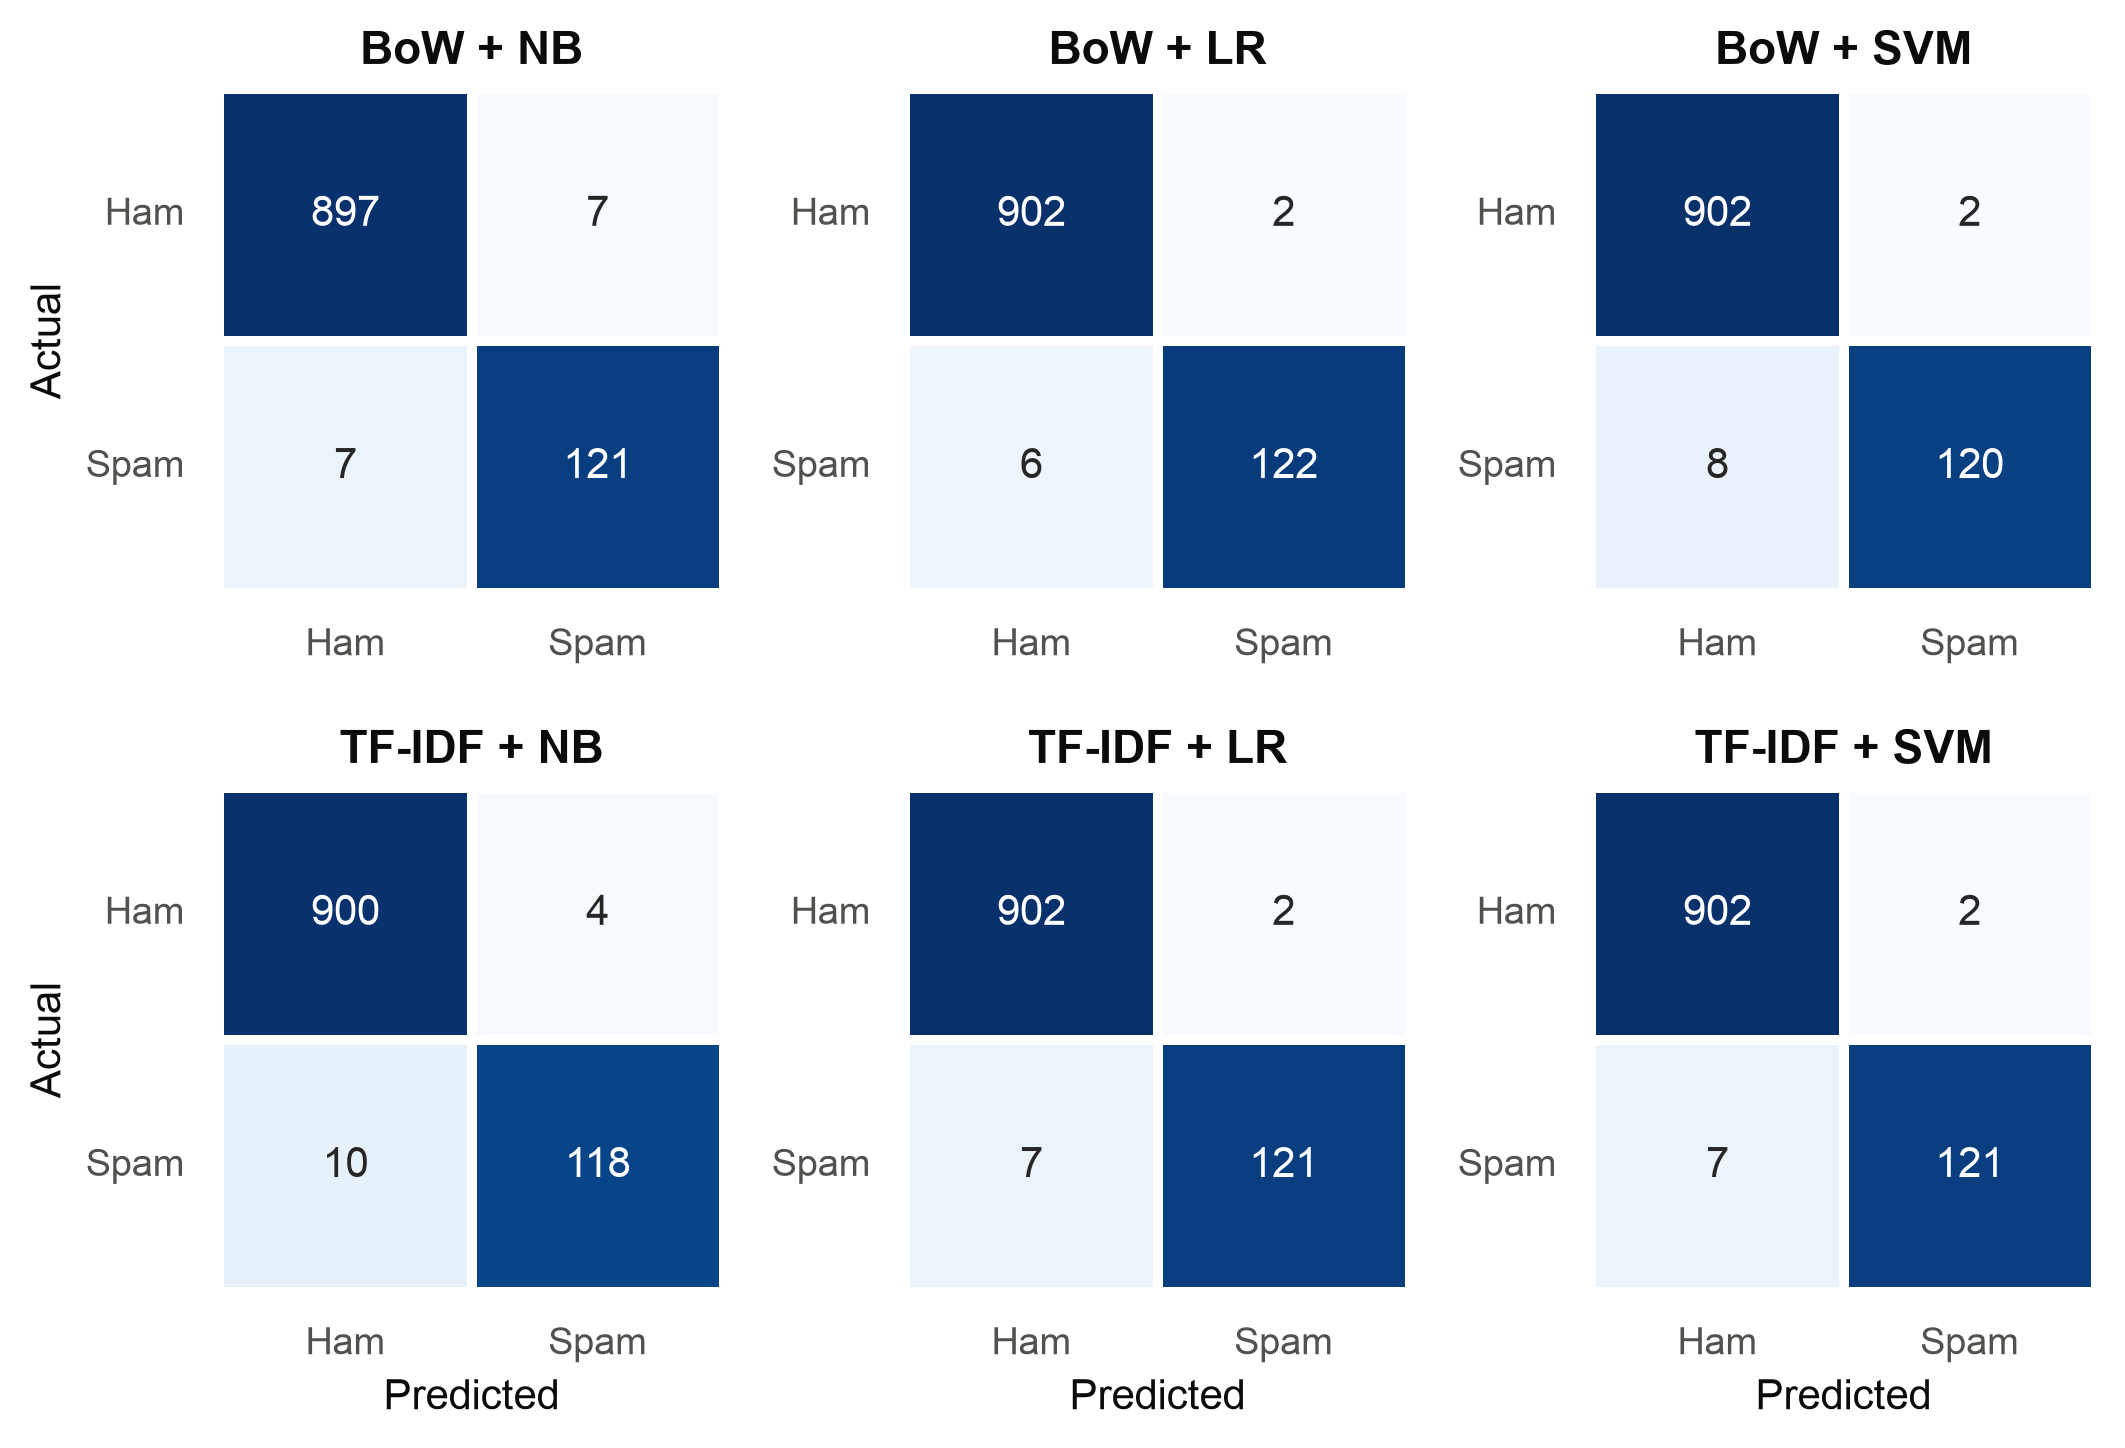 BoW + NB
BoW + LR
BoW + SVM
Actual
Ham
897
7
Ham
902
2
Ham
902
2
Spam
7
121
Spam
6
122
Spam
8
120
Ham
Spam
Ham
Spam
Ham
Spam
TF-IDF + NB
TF-IDF + LR
TF-IDF + SVM
Actual
Ham
900
4
Ham
902
2
Ham
902
2
Spam
10
118
Spam
7
121
Spam
7
121
Ham
Spam
Ham
Spam
Ham
Spam
Predicted
Predicted
Predicted